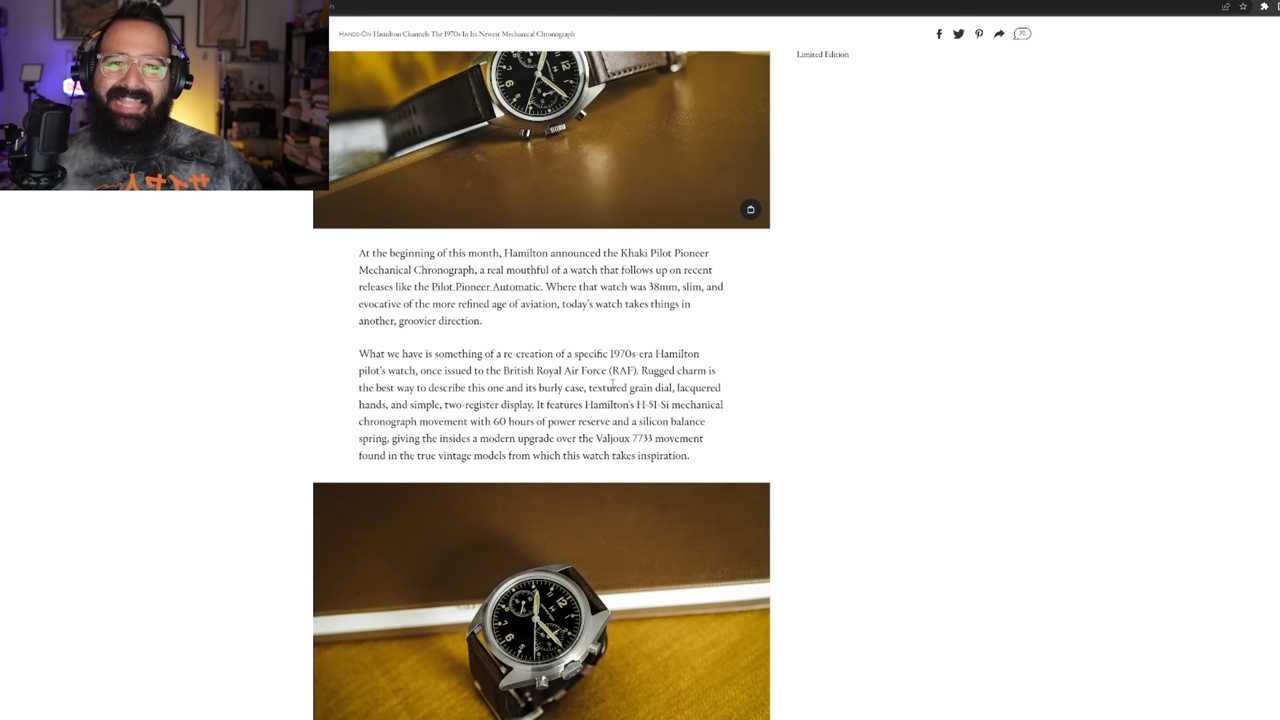 HANDS-ON Hamilton Channels The 1970s In Its Newest Mechanical Chronograph
70
Limited Edition
12
6
At the beginning of this month, Hamilton announced the Khaki Pilot Pioneer
Mechanical Chronograph, a real mouthful of a watch that follows up on recent
releases like the Pilot Pioneer Automatic. Where that watch was 38mm, slim, and
evocative of the more refined age of aviation, today's watch takes things in
another, groovier direction.
What we have is something of a re-creation of a specific 1970s-era Hamilton
pilot's watch, once issued to the British Royal Air Force (RAF). Rugged charm is
the best way to describe this one and its burly case, textured grain dial, lacquered
hands, and simple, two-register display. It features Hamilton's H-51-Si mechanical
chronograph movement with 60 hours of power reserve and a silicon balance
spring, giving the insides a modern upgrade over the Valjoux 7733 movement
found in the true vintage models from which this watch takes inspiration.
12
6